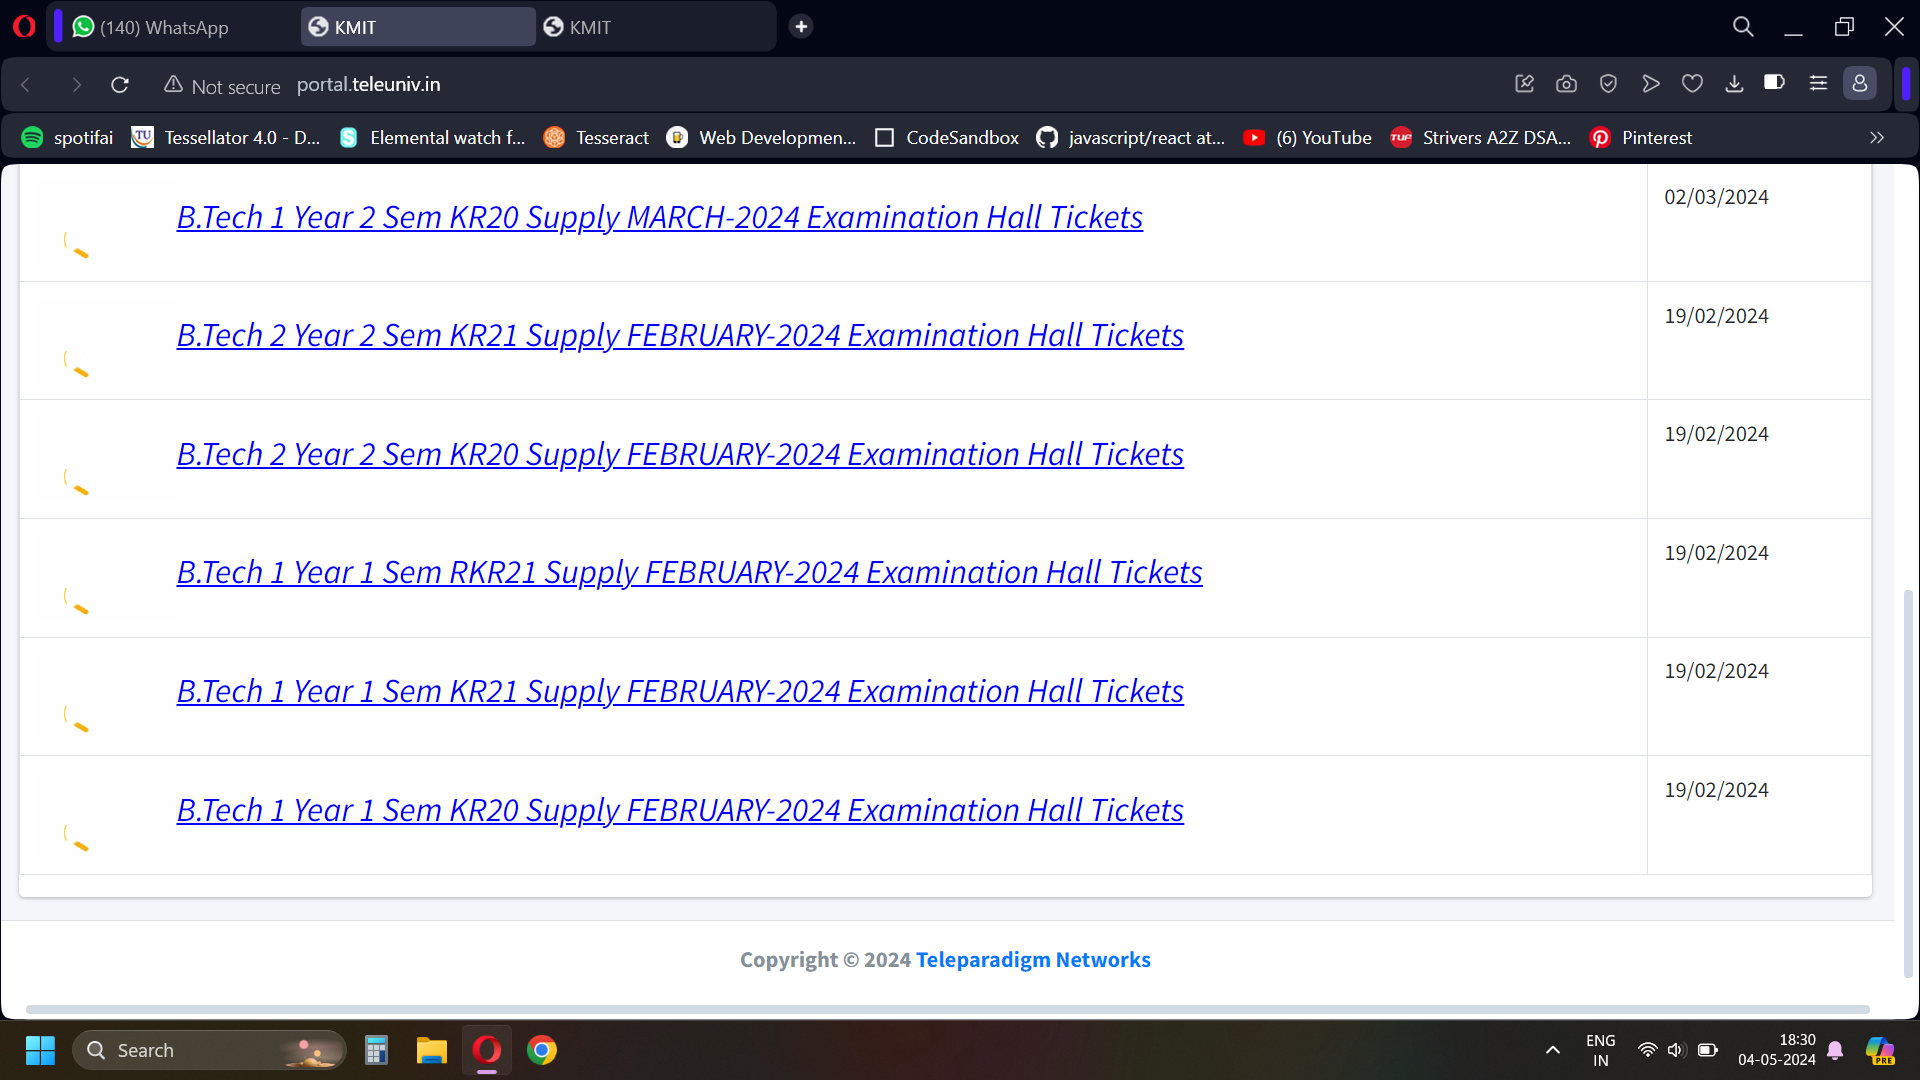 (140) WhatsApp
KMIT
KMIT
Not secure
portal.teleuniv.in
spotifai
TU
Tessellator 4.0 - D...
Elemental watch f...
Tesseract
Web Developmen...
CodeSandbox
javascript/react at...
(6) YouTube
TUF
Strivers A2Z DSA...
Pinterest
B.Tech 1 Year 2 Sem KR20 Supply MARCH-2024 Examination Hall Tickets
02/03/2024
B.Tech 2 Year 2 Sem KR21 Supply FEBRUARY-2024 Examination Hall Tickets
19/02/2024
B.Tech 2 Year 2 Sem KR20 Supply FEBRUARY-2024 Examination Hall Tickets
19/02/2024
B.Tech 1 Year 1 Sem RKR21 Supply FEBRUARY-2024 Examination Hall Tickets
19/02/2024
B.Tech 1 Year 1 Sem KR21 Supply FEBRUARY-2024 Examination Hall Tickets
19/02/2024
B.Tech 1 Year 1 Sem KR20 Supply FEBRUARY-2024 Examination Hall Tickets
19/02/2024
Copyright © 2024 Teleparadigm Networks
Search
ENG
IN
18:30
04-05-2024
PRE